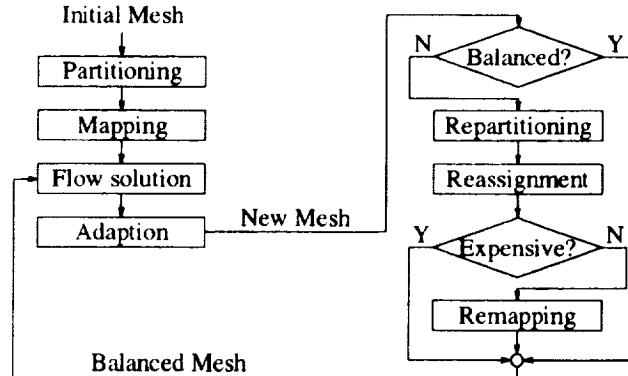 Initial Mesh
Partitioning
Mapping
Flow solution
Adaption
New Mesh
N
Balanced?
Y
Repartitioning
Reassignment
Y
Expensive?
N
Remapping
Balanced Mesh